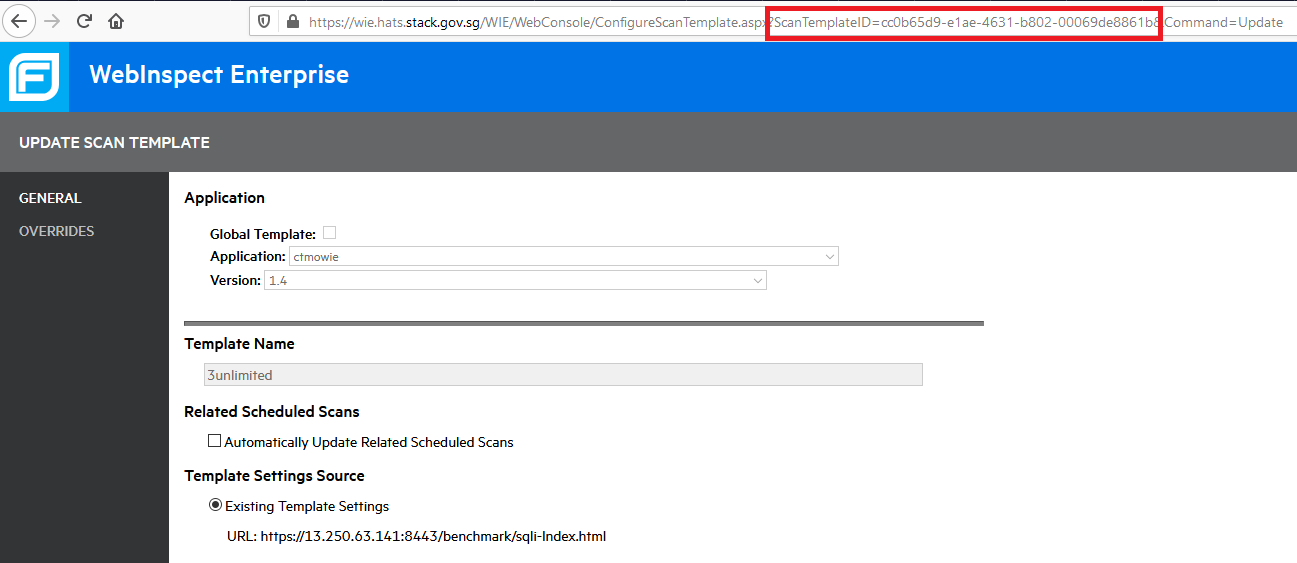 https://wie.hats.stack.gov.sg/WIE/WebConsole/ConfigureScanTemplate.aspx?ScanTemplateID=cc0b65d9-e1ae-4631-b802-00069de8861b8 Command=Update
F
WebInspect Enterprise
UPDATE SCAN TEMPLATE
GENERAL
OVERRIDES
Application
Global Template:
Application: ctmowie
Version: 1.4
Template Name
3unlimited
Related Scheduled Scans
Automatically Update Related Scheduled Scans
Template Settings Source
Existing Template Settings
URL: https://13.250.63.141:8443/benchmark/sqli-Index.html